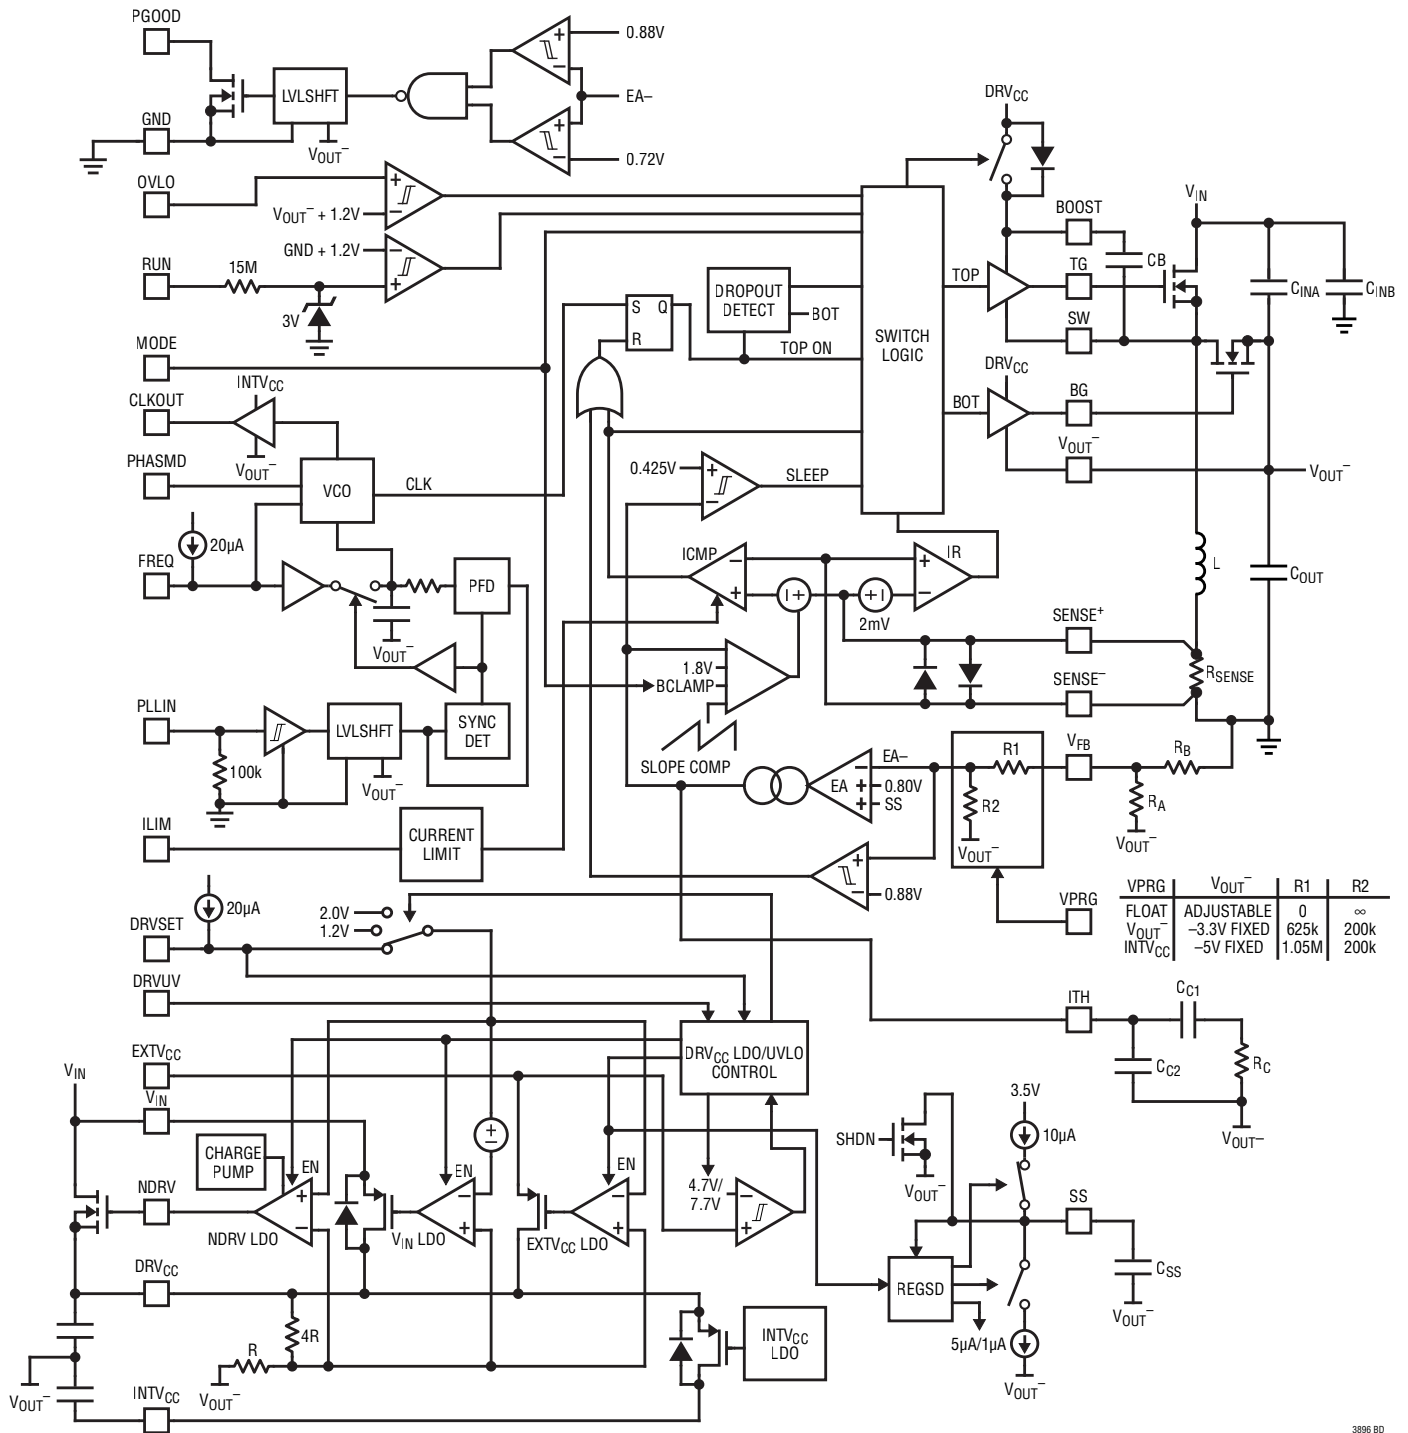 PGOOD
0.88V
LVLSHFT
EA–
DRVCC
GND
VOUT–
0.72V
OVLO
VIN
VOUT– + 1.2V
BOOST
GND + 1.2V
RUN
15M
CB
TOP
TG
DROPOUT
DETECT
CINA
CINB
S
Q
3V
BOT
SW
R
SWITCH
LOGIC
MODE
TOP ON
DRVCC
INTVCC
CLKOUT
BOT
BG
VOUT–
VOUT–
PHASMD
0.425V
SLEEP
VOUT–
CLK
VCO
20µA
ICMP
IR
FREQ
L
PFD
COUT
2mV
SENSE+
VOUT–
1.8V
RSENSE
BCLAMP
SENSE–
PLLIN
LVLSHFT
SYNC
DET
VFB
RB
EA–
R1
SLOPE COMP
100k
VOUT–
EA
0.80V
SS
R2
RA
ILIM
CURRENT
LIMIT
VOUT–
VOUT–
0.88V
VPRG VOUT– R1 R2
FLOAT ADJUSTABLE 0 ∞
VOUT– –3.3V FIXED 625k 200k
INTVCC –5V FIXED 1.05M 200k
VPRG
20µA
2.0V
1.2V
DRVSET
DRVUV
ITH
CC1
EXTVCC
DRVCC LDO/UVLO
CONTROL
CC2
RC
VIN
VIN
3.5V
SHDN
10µA
VOUT–
CHARGE
PUMP
EN
EN
EN
4.7V/
7.7V
VOUT–
NDRV
SS
NDRV LDO
VIN LDO
EXTVCC LDO
DRVCC
REGSD
CSS
VOUT–
4R
INTVCC
LDO
5µA/1µA
R
VOUT–
VOUT–
INTVCC
VOUT–
3896 BD